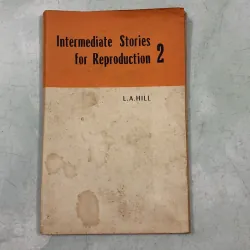 Intermediate Stories
for Reproduction 2
L.A.HILL